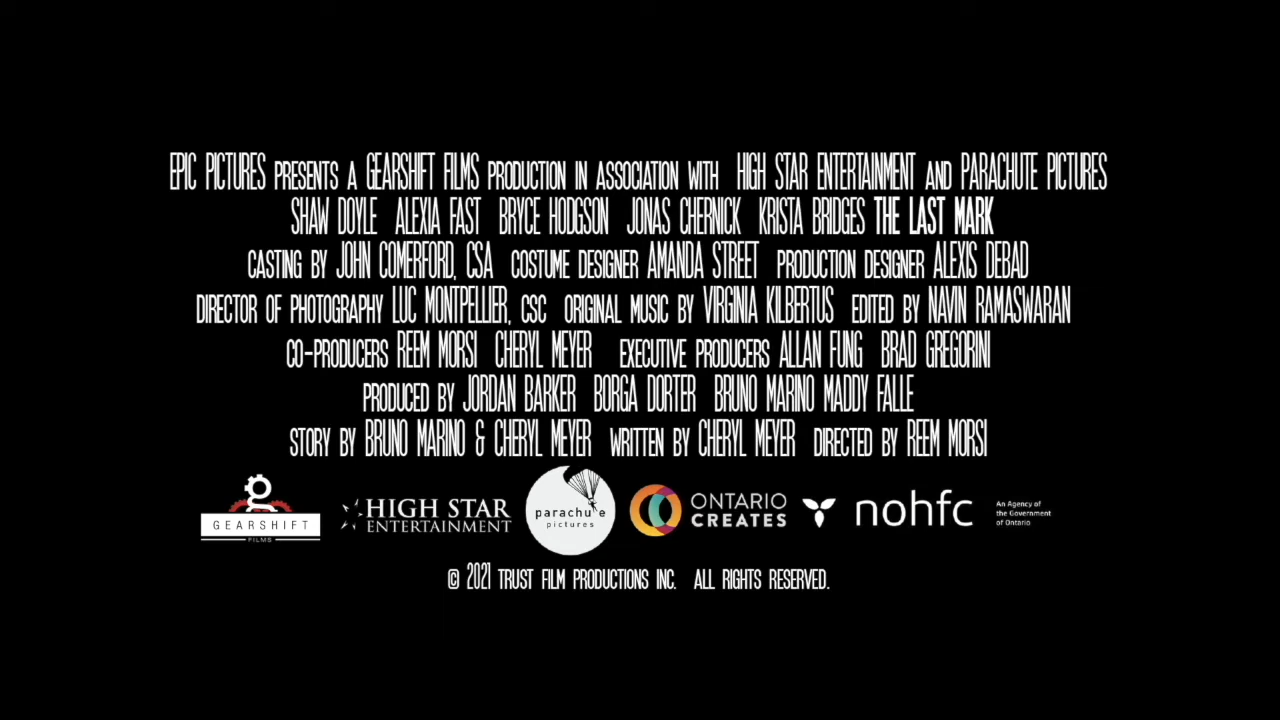 EPIC PICTURES PRESENTS A GEARSHIFT FILMS PRODUCTION IN ASSOCIATION WITH HIGH STAR ENTERTAINMENT AND PARACHUTE PICTURES
SHAW DOYLE ALEXIA FAST BRYCE HODGSON JONAS CHERNICK KRISTA BRIDGES THE LAST MARK
CASTING BY JOHN COMERFORD, CSA COSTUME DESIGNER AMANDA STREET PRODUCTION DESIGNER ALEXIS DEBAD
DIRECTOR OF PHOTOGRAPHY LUC MONTPELLIER, CSC ORIGINAL MUSIC BY VIRGINIA KILBERTUS EDITED BY NAVIN RAMASWARAN
CO-PRODUCERS REEM MORSI CHERYL MEYER EXECUTIVE PRODUCERS ALLAN FUNG BRAD GREGORINI
PRODUCED BY JORDAN BARKER BORGA DORTER BRUNO MARINO MADDY FALLE
STORY BY BRUNO MARINO & CHERYL MEYER WRITTEN BY CHERYL MEYER DIRECTED BY REEM MORSI
g
GEARSHIFT
FILMS
HIGH STAR
ENTERTAINMENT
parachute
pictures
ONTARIO
CREATES
nohfc
An Agency of
the Government
of Ontario
© 2021 TRUST FILM PRODUCTIONS INC. ALL RIGHTS RESERVED.